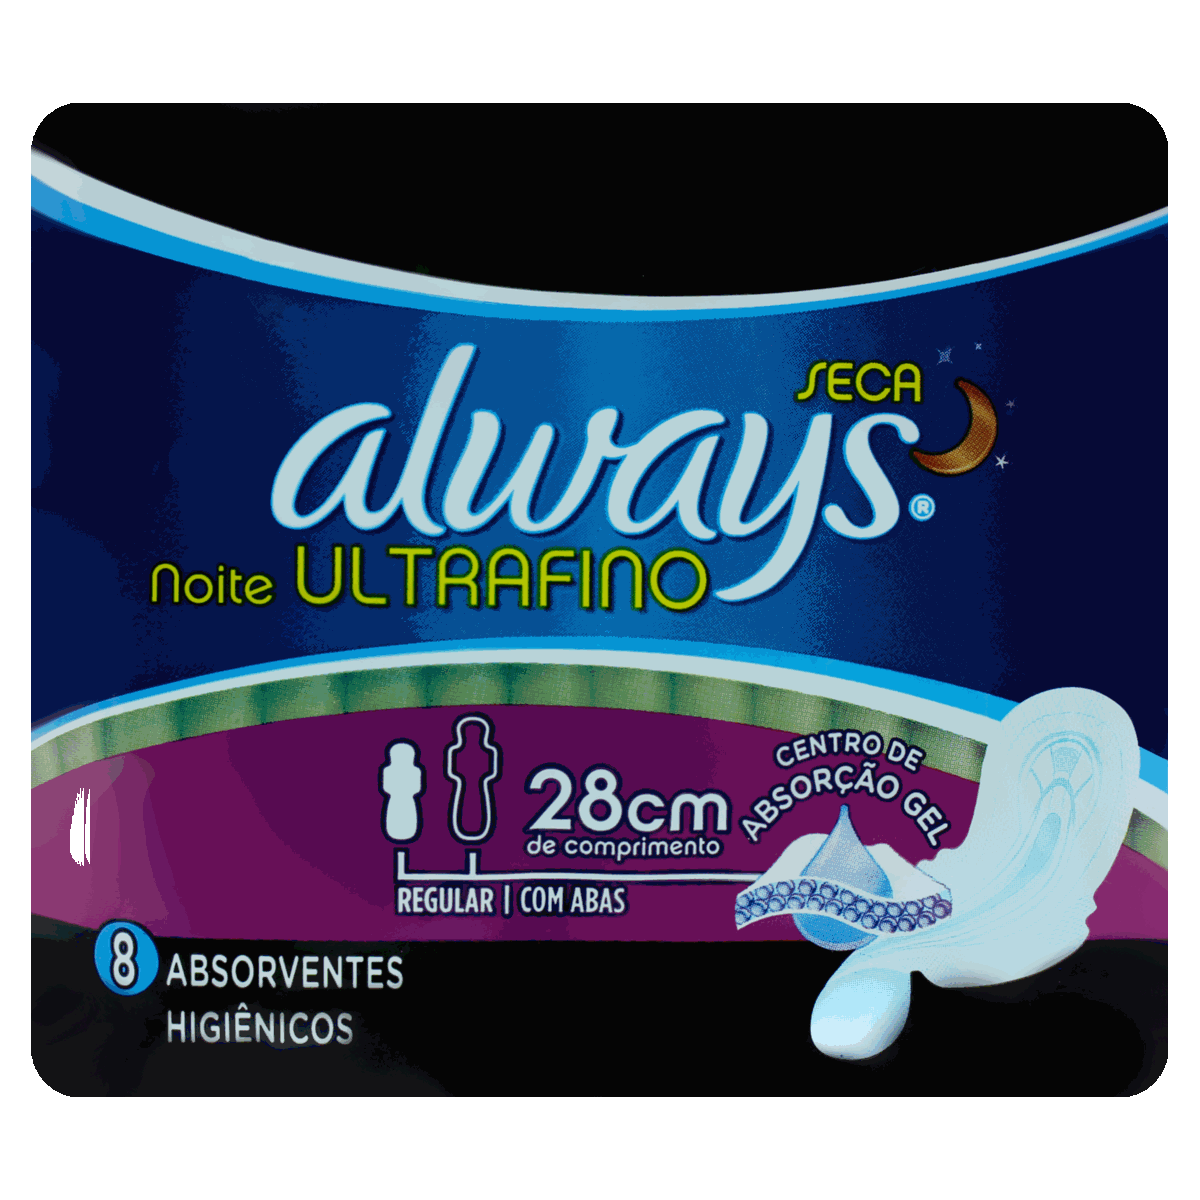 SECA
always®
Noite ULTRAFINO
CENTRO DE
ABSORÇÃO GEL
28cm
de comprimento
REGULAR | COM ABAS
8 ABSORVENTES
HIGIÊNICOS